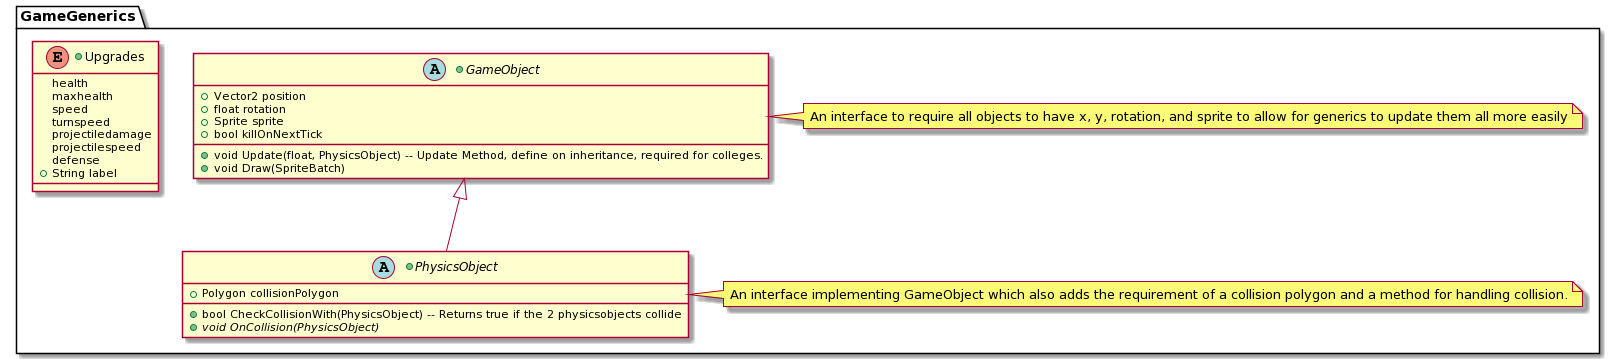 GameGenerics
E Upgrades
health
maxhealth
speed
turnspeed
projectiledamage
projectilespeed
defense
String label
A GameObject
Vector2 position
float rotation
Sprite sprite
bool killOnNextTick
void Update(float, PhysicsObject) -- Update Method, define on inheritance, required for colleges.
void Draw(SpriteBatch)
An interface to require all objects to have x, y, rotation, and sprite to allow for generics to update them all more easily
A PhysicsObject
Polygon collisionPolygon
bool CheckCollisionWith(PhysicsObject) -- Returns true if the 2 physicsobjects collide
void OnCollision(PhysicsObject)
An interface implementing GameObject which also adds the requirement of a collision polygon and a method for handling collision.